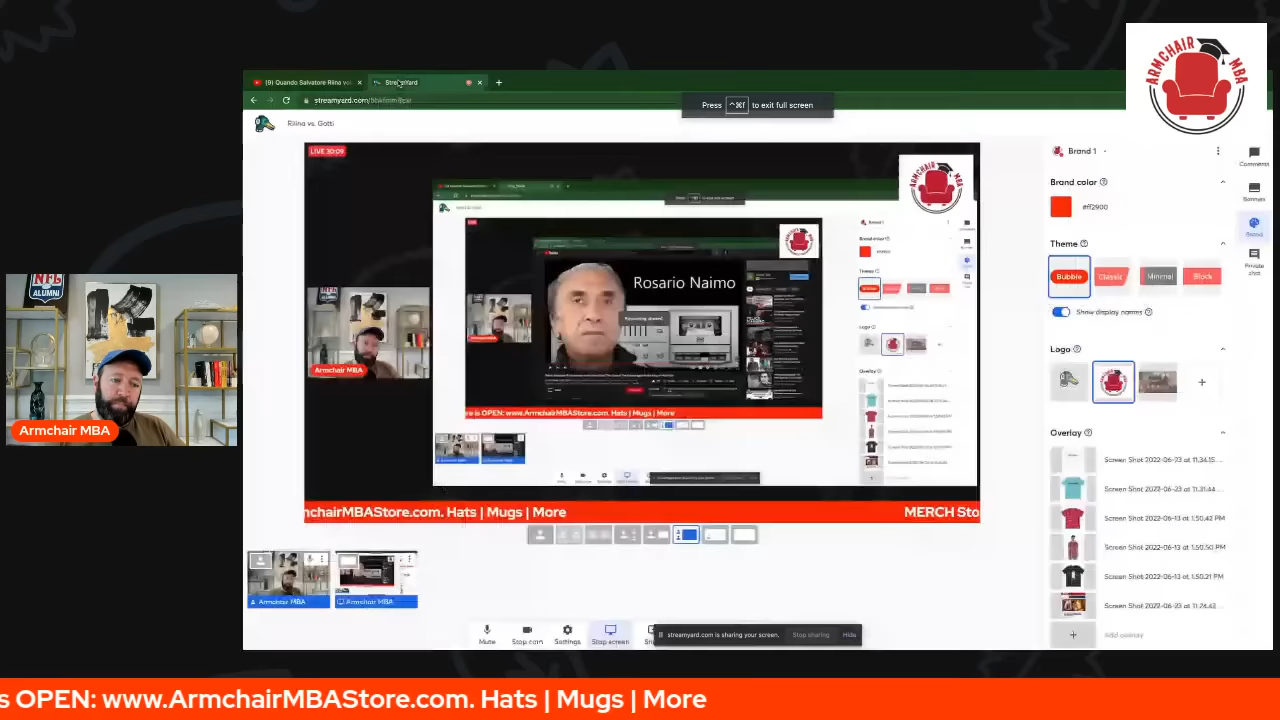 ARMCHAIR MBA
(9) Quando Salvatore Riina vo
StreamYard
streamyard.com/
Press ^⌘f to exit full screen
Riina vs. Gotti
LIVE 30:09
Brand 1
Comments
Brand color
#ff2900
Banners
Brand
Theme
Private chat
Bubble
Classic
Minimal
Block
Show display names
Logo
Overlay
Screen Shot 2022-06-23 at 11.34.15...
Screen Shot 2022-06-23 at 11.31.44 ...
Screen Shot 2022-06-13 at 1.50.42 PM
Screen Shot 2022-06-13 at 1.50.50 PM
Screen Shot 2022-06-13 at 1.50.21 PM
Screen Shot 2022-06-23 at 11.24.42...
Add overlay
Rosario Naimo
Armchair MBA
e is OPEN: www.ArmchairMBAStore.com. Hats | Mugs | More
nchairMBAStore.com. Hats | Mugs | More
MERCH Sto
NFL
ALUMNI
Armchair MBA
Armchair MBA
Armchair MBA
Mute
Stop cam
Settings
Stop screen
streamyard.com is sharing your screen.
Stop sharing
Hide
s OPEN: www.ArmchairMBAStore.com. Hats | Mugs | More